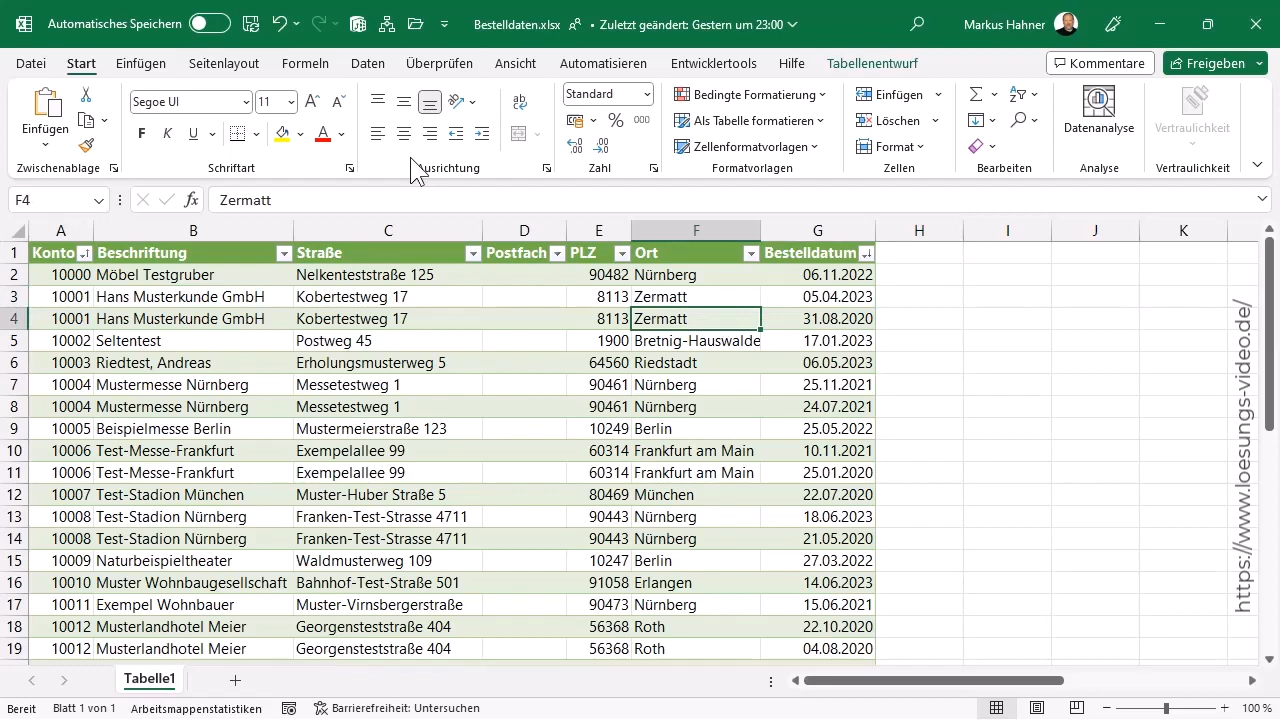 Automatisches Speichern Bestelldaten.xlsx • Zuletzt geändert: Gestern um 23:00 Markus Hahner
Datei Start Einfügen Seitenlayout Formeln Daten Überprüfen Ansicht Automatisieren Entwicklertools Hilfe Tabellenentwurf Kommentare Freigeben
Segoe UI 11 Standard Bedingte Formatierung Einfügen
Einfügen Als Tabelle formatieren Löschen Datenanalyse Vertraulichkeit
F K U Zellenformatvorlagen Format
Zwischenablage Schriftart Ausrichtung Zahl Formatvorlagen Zellen Bearbeiten Analyse Vertraulichkeit
F4 fx Zermatt
A B C D E F G H I J K
1 Konto Beschriftung Straße Postfach PLZ Ort Bestelldatum
2 10000 Möbel Testgruber Nelkenteststraße 125 90482 Nürnberg 06.11.2022
3 10001 Hans Musterkunde GmbH Kobertestweg 17 8113 Zermatt 05.04.2023
4 10001 Hans Musterkunde GmbH Kobertestweg 17 8113 Zermatt 31.08.2020
5 10002 Seltentest Postweg 45 1900 Bretnig-Hauswalde 17.01.2023
6 10003 Riedtest, Andreas Erholungsmusterweg 5 64560 Riedstadt 06.05.2023
7 10004 Mustermesse Nürnberg Messetestweg 1 90461 Nürnberg 25.11.2021
8 10004 Mustermesse Nürnberg Messetestweg 1 90461 Nürnberg 24.07.2021
9 10005 Beispielmesse Berlin Mustermeierstraße 123 10249 Berlin 25.05.2022
10 10006 Test-Messe-Frankfurt Exempelallee 99 60314 Frankfurt am Main 10.11.2021
11 10006 Test-Messe-Frankfurt Exempelallee 99 60314 Frankfurt am Main 25.01.2020
12 10007 Test-Stadion München Muster-Huber Straße 5 80469 München 22.07.2020
13 10008 Test-Stadion Nürnberg Franken-Test-Strasse 4711 90443 Nürnberg 18.06.2023
14 10008 Test-Stadion Nürnberg Franken-Test-Strasse 4711 90443 Nürnberg 21.05.2020
15 10009 Naturbeispieltheater Waldmusterweg 109 10247 Berlin 27.03.2022
16 10010 Muster Wohnbaugesellschaft Bahnhof-Test-Straße 501 91058 Erlangen 14.06.2023
17 10011 Exempel Wohnbauer Muster-Virnsbergerstraße 90473 Nürnberg 15.06.2021
18 10012 Musterlandhotel Meier Georgensteststraße 404 56368 Roth 22.10.2020
19 10012 Musterlandhotel Meier Georgensteststraße 404 56368 Roth 04.08.2020
https://www.loesungs-video.de/
Tabelle1
Bereit Blatt 1 von 1 Arbeitsmappenstatistiken Barrierefreiheit: Untersuchen 100 %